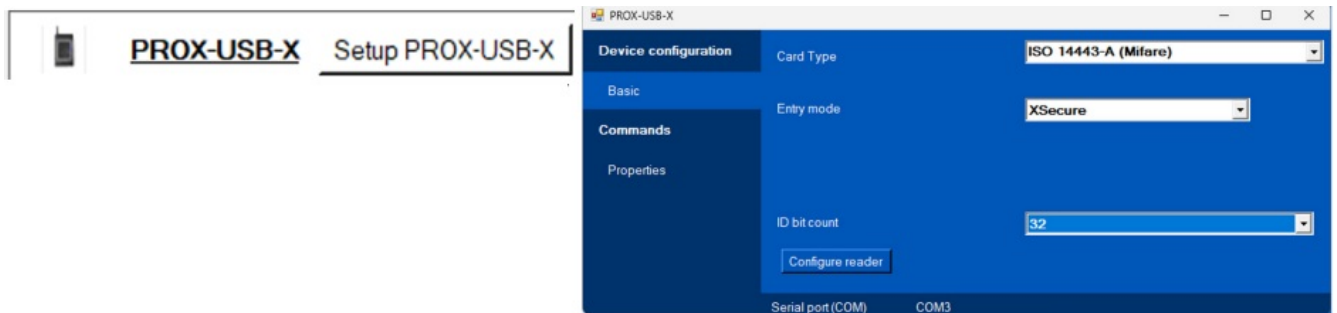 PROX-USB-X Setup PROX-USB-X
PROX-USB-X
Device configuration
Basic
Commands
Properties
Card Type ISO 14443-A (Mifare)
Entry mode XSecure
ID bit count 32
Configure reader
Serial port (COM) COM3